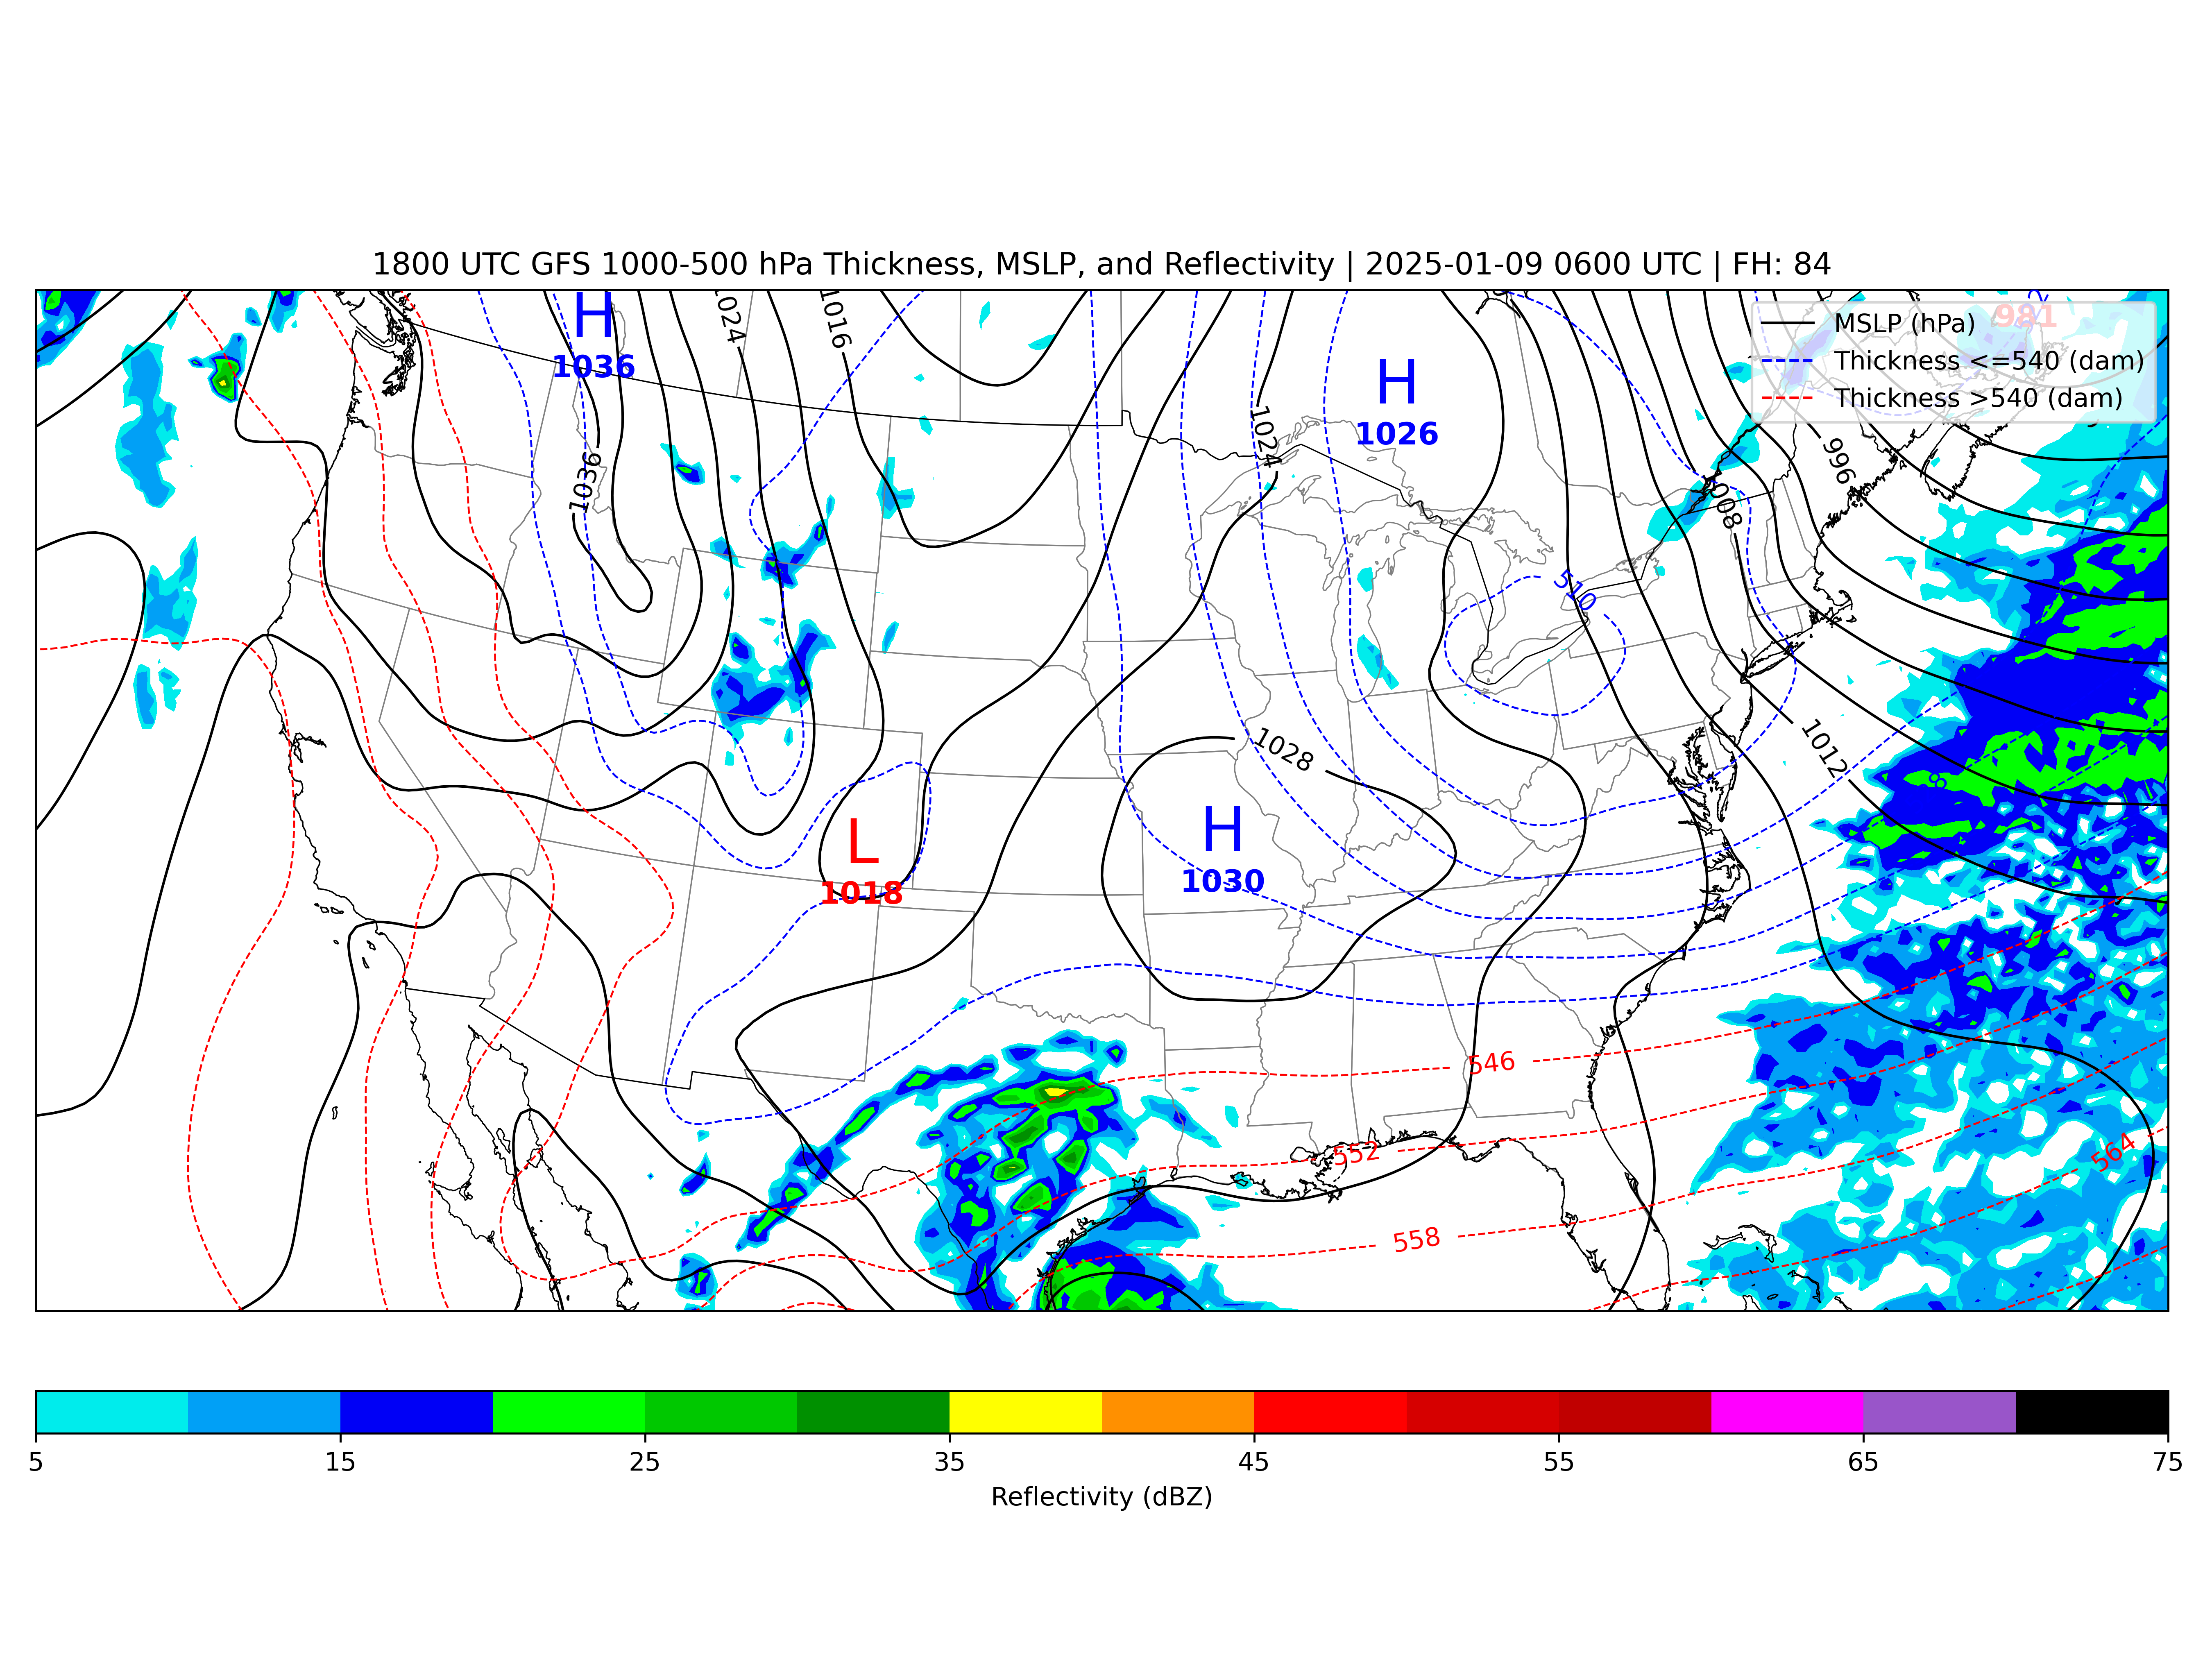 1800 UTC GFS 1000-500 hPa Thickness, MSLP, and Reflectivity | 2025-01-09 0600 UTC | FH: 84
H
1036
1024
1016
H
1026
981
MSLP (hPa)
Thickness <=540 (dam)
Thickness >540 (dam)
1036
1024
996
1008
510
1028
1012
H
1030
L
1018
546
552
558
564
5 15 25 35 45 55 65 75
Reflectivity (dBZ)